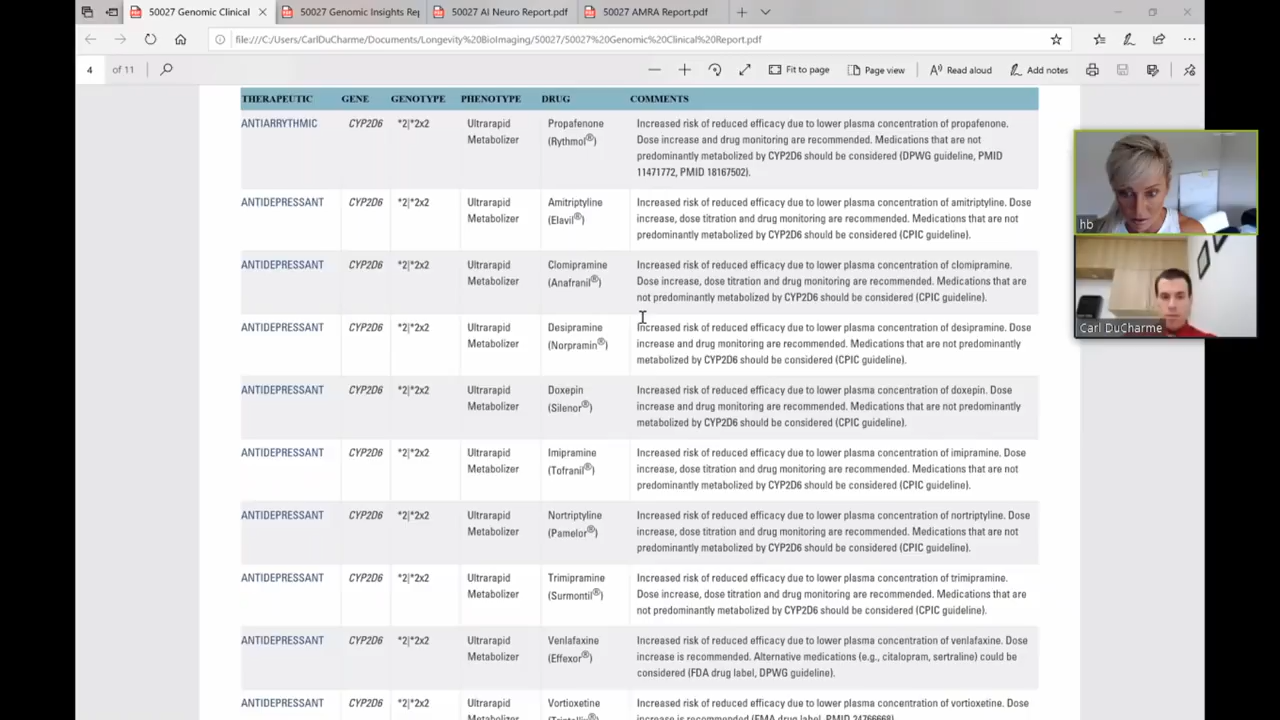 50027 Genomic Clinical
50027 Genomic Insights Rep
50027 AI Neuro Report.pdf
50027 AMRA Report.pdf
file:///C:/Users/CarlDuCharme/Documents/Longevity%20BioImaging/50027/50027%20Genomic%20Clinical%20Report.pdf
4 of 11
Fit to page
Page view
Read aloud
Add notes
THERAPEUTIC GENE GENOTYPE PHENOTYPE DRUG COMMENTS
ANTIARRYTHMIC CYP2D6 *2|*2x2 Ultrarapid Propafenone Increased risk of reduced efficacy due to lower plasma concentration of propafenone.
Metabolizer (Rythmol®) Dose increase and drug monitoring are recommended. Medications that are not
predominantly metabolized by CYP2D6 should be considered (DPWG guideline, PMID
11471772, PMID 18167502).
ANTIDEPRESSANT CYP2D6 *2|*2x2 Ultrarapid Amitriptyline Increased risk of reduced efficacy due to lower plasma concentration of amitriptyline. Dose
Metabolizer (Elavil®) increase, dose titration and drug monitoring are recommended. Medications that are not
predominantly metabolized by CYP2D6 should be considered (CPIC guideline).
ANTIDEPRESSANT CYP2D6 *2|*2x2 Ultrarapid Clomipramine Increased risk of reduced efficacy due to lower plasma concentration of clomipramine.
Metabolizer (Anafranil®) Dose increase, dose titration and drug monitoring are recommended. Medications that are
not predominantly metabolized by CYP2D6 should be considered (CPIC guideline).
ANTIDEPRESSANT CYP2D6 *2|*2x2 Ultrarapid Desipramine Increased risk of reduced efficacy due to lower plasma concentration of desipramine. Dose
Metabolizer (Norpramin®) increase and drug monitoring are recommended. Medications that are not predominantly
metabolized by CYP2D6 should be considered (CPIC guideline).
ANTIDEPRESSANT CYP2D6 *2|*2x2 Ultrarapid Doxepin Increased risk of reduced efficacy due to lower plasma concentration of doxepin. Dose
Metabolizer (Silenor®) increase and drug monitoring are recommended. Medications that are not predominantly
metabolized by CYP2D6 should be considered (CPIC guideline).
ANTIDEPRESSANT CYP2D6 *2|*2x2 Ultrarapid Imipramine Increased risk of reduced efficacy due to lower plasma concentration of imipramine. Dose
Metabolizer (Tofranil®) increase, dose titration and drug monitoring are recommended. Medications that are not
predominantly metabolized by CYP2D6 should be considered (CPIC guideline).
ANTIDEPRESSANT CYP2D6 *2|*2x2 Ultrarapid Nortriptyline Increased risk of reduced efficacy due to lower plasma concentration of nortriptyline. Dose
Metabolizer (Pamelor®) increase, dose titration and drug monitoring are recommended. Medications that are not
predominantly metabolized by CYP2D6 should be considered (CPIC guideline).
ANTIDEPRESSANT CYP2D6 *2|*2x2 Ultrarapid Trimipramine Increased risk of reduced efficacy due to lower plasma concentration of trimipramine.
Metabolizer (Surmontil®) Dose increase, dose titration and drug monitoring are recommended. Medications that are
not predominantly metabolized by CYP2D6 should be considered (CPIC guideline).
ANTIDEPRESSANT CYP2D6 *2|*2x2 Ultrarapid Venlafaxine Increased risk of reduced efficacy due to lower plasma concentration of venlafaxine. Dose
Metabolizer (Effexor®) increase is recommended. Alternative medications (e.g., citalopram, sertraline) could be
considered (FDA drug label, DPWG guideline).
ANTIDEPRESSANT CYP2D6 *2|*2x2 Ultrarapid Vortioxetine Increased risk of reduced efficacy due to lower plasma concentration of vortioxetine. Dose
Metabolizer increase is recommended (EMA drug label, PMID 24766668).
hb
Carl DuCharme